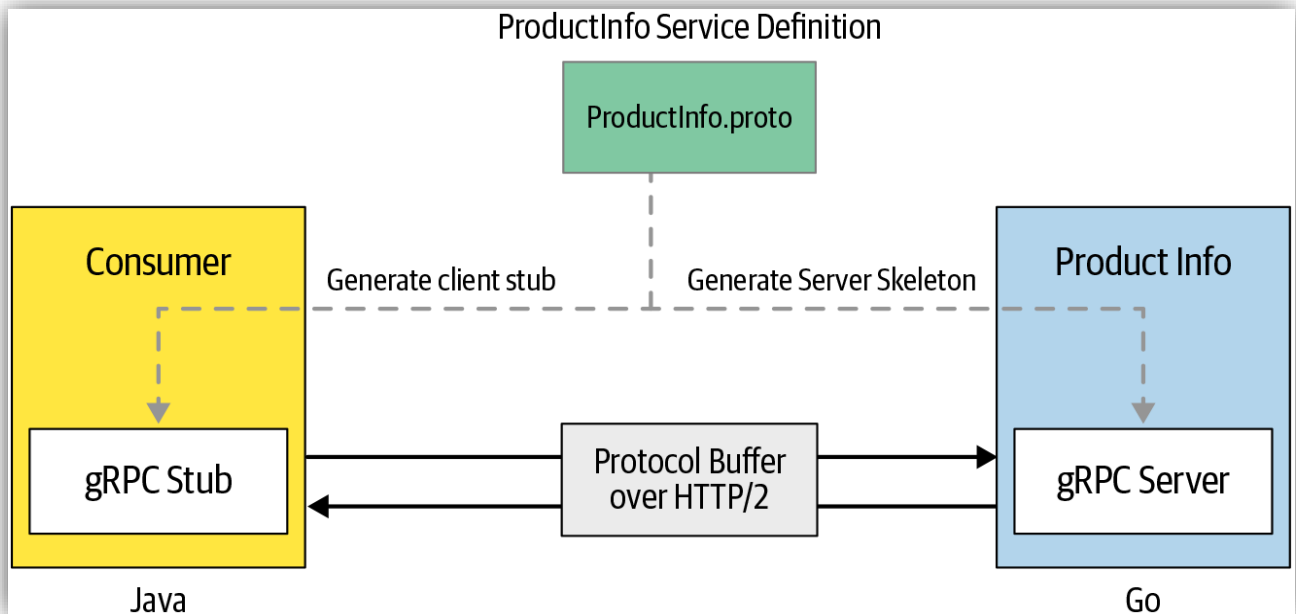 ProductInfo Service Definition
ProductInfo.proto
Consumer
Generate client stub
Generate Server Skeleton
Product Info
gRPC Stub
Protocol Buffer
over HTTP/2
gRPC Server
Java
Go